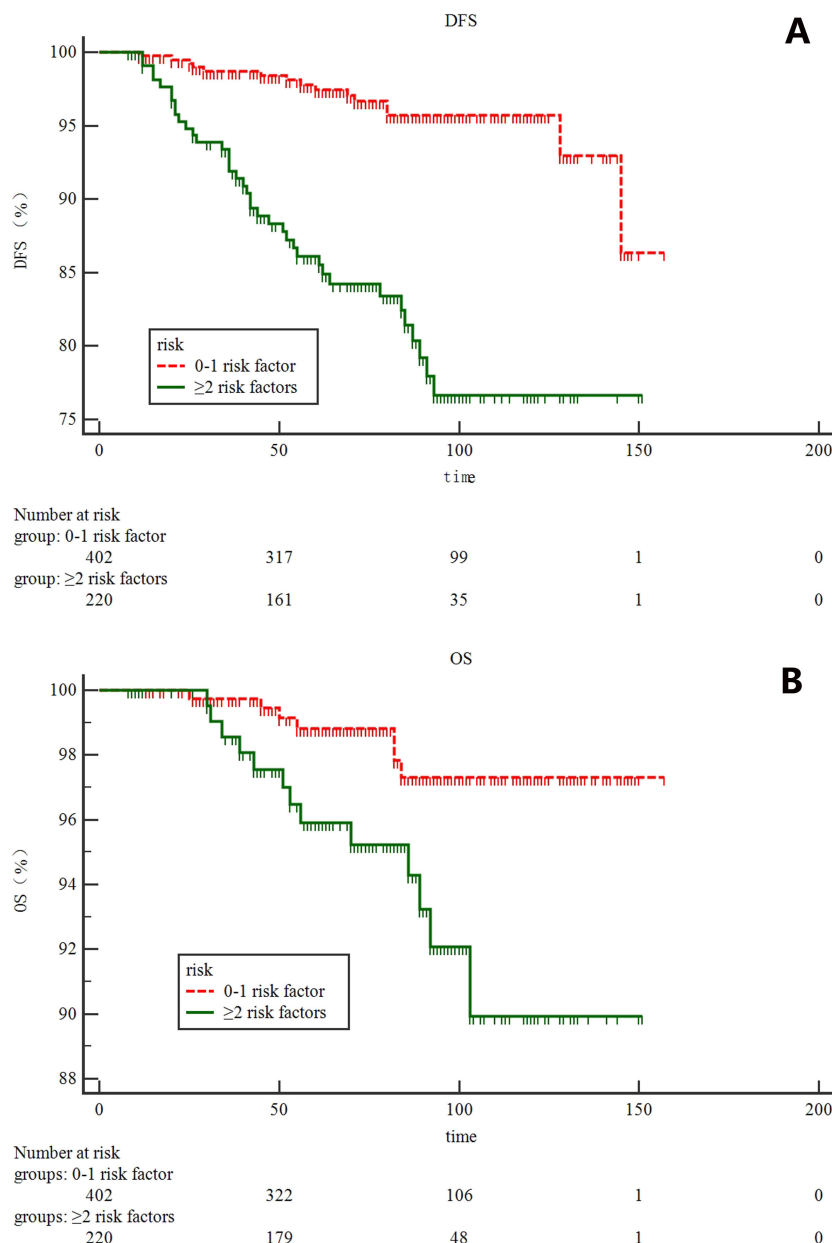 DFS
A
100
95
90
85
80
75
DFS (%)
risk
0-1 risk factor
≥2 risk factors
0 50 100 150 200
time
Number at risk
group: 0-1 risk factor
402 317 99 1 0
group: ≥2 risk factors
220 161 35 1 0
OS
B
100
98
96
94
92
90
88
OS (%)
risk
0-1 risk factor
≥2 risk factors
0 50 100 150 200
time
Number at risk
groups: 0-1 risk factor
402 322 106 1 0
groups: ≥2 risk factors
220 179 48 1 0